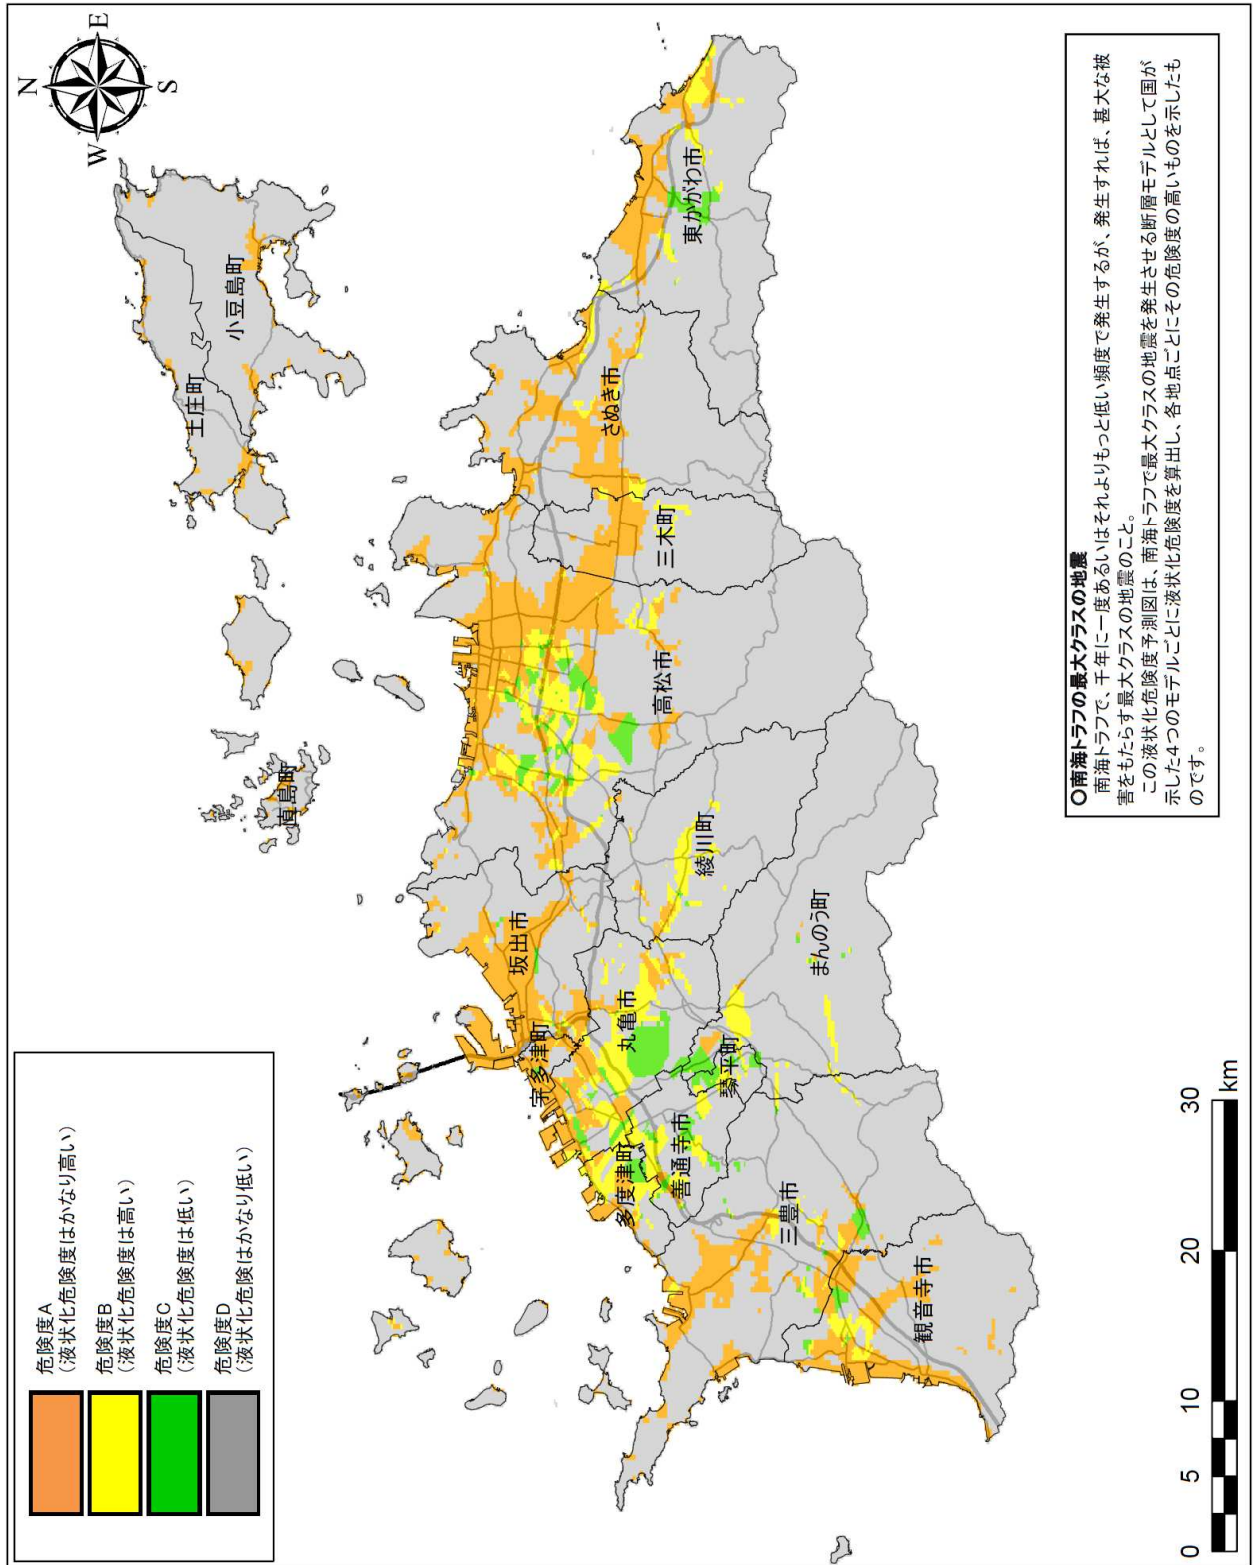 危険度A
(液状化危険度はかなり高い)
危険度B
(液状化危険度は高い)
危険度C
(液状化危険度は低い)
危険度D
(液状化危険はかなり低い)
N
W
E
S
土庄町
小豆島町
直島町
坂出市
宇多津町
丸亀市
多度津町
善通寺市
琴平町
三豊市
観音寺市
まんのう町
綾川町
高松市
三木町
さぬき市
東かがわ市
0
5
10
20
30
km
○南海トラフの最大クラスの地震
南海トラフで、千年に一度あるいはそれよりもっと低い頻度で発生するが、発生すれば、甚大な被
害をもたらす最大クラスの地震のこと。
この液状化危険度予測図は、南海トラフで最大クラスの地震を発生させる断層モデルとして国が
示した4つのモデルごとに液状化危険度を算出し、各地点ごとにその危険度の高いものを示したも
のです。